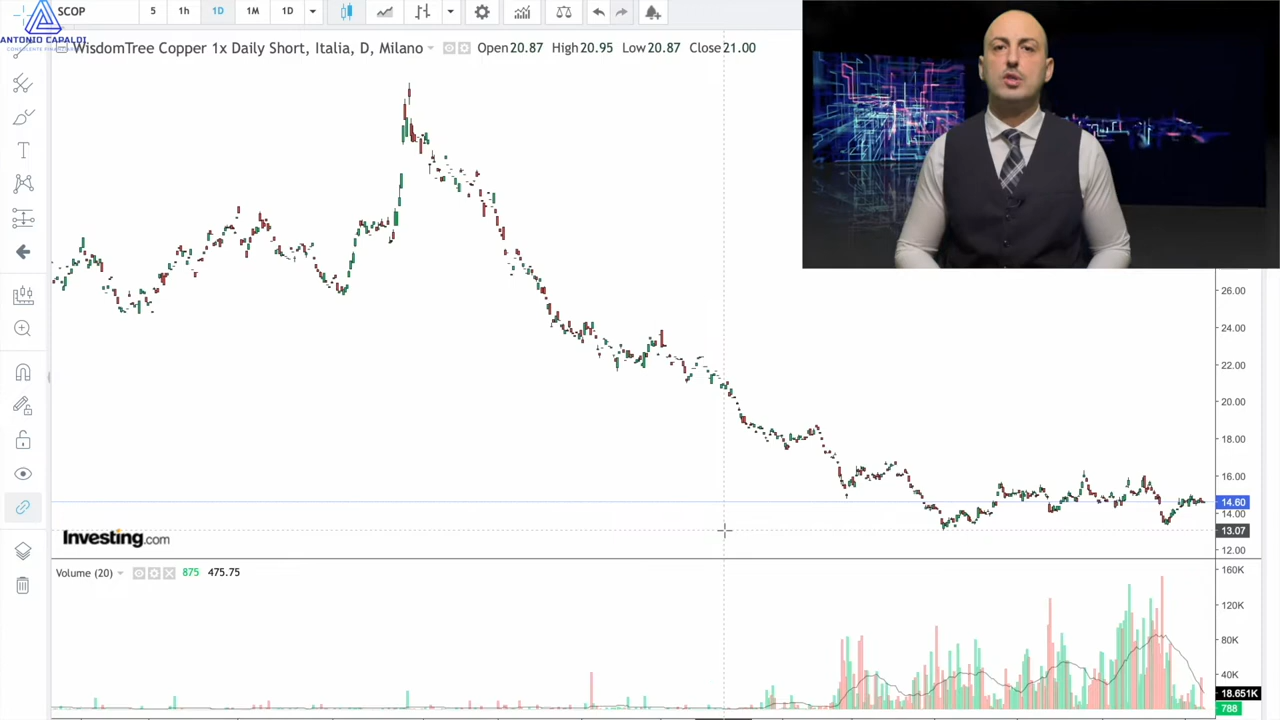 SCOP 5 1h 1D 1M 1D
ANTONIO CAPALDI
CONSULENTE FINANZIARIO
WisdomTree Copper 1x Daily Short, Italia, D, Milano Open 20.87 High 20.95 Low 20.87 Close 21.00
26.00
24.00
22.00
20.00
18.00
16.00
14.60
14.00
13.07
12.00
Investing.com
Volume (20) 875 475.75
160K
120K
80K
40K
18.651K
788